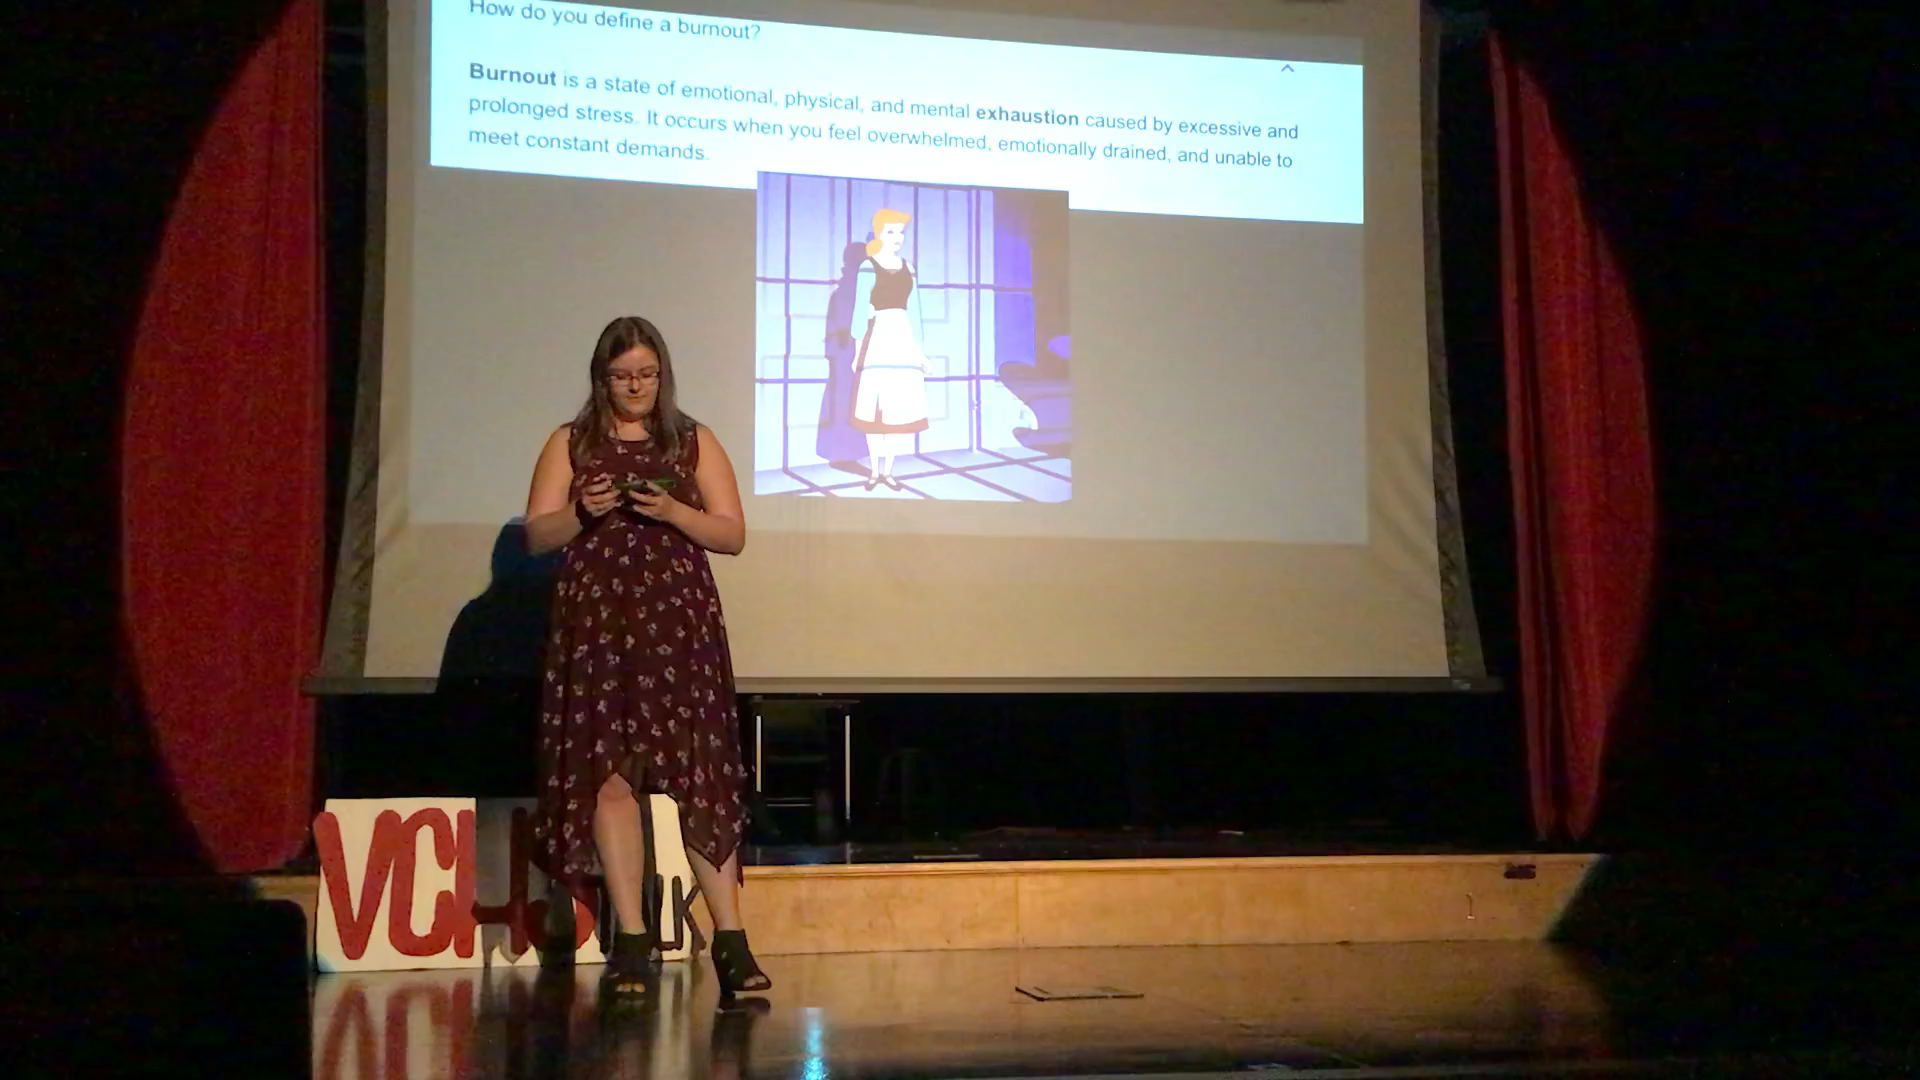 How do you define a burnout?
Burnout is a state of emotional, physical, and mental exhaustion caused by excessive and
prolonged stress. It occurs when you feel overwhelmed, emotionally drained, and unable to
meet constant demands.
VCHS